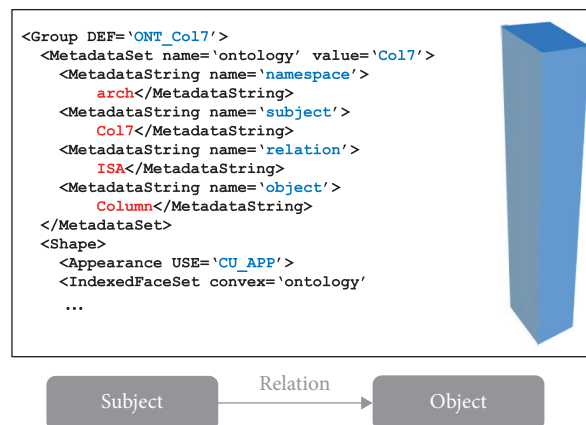 <Group DEF=‘ONT_Col7’>
<MetadataSet name=‘ontology’ value=‘Col7’>
<MetadataString name=‘namespace’>
arch</MetadataString>
<MetadataString name=‘subject’>
Col7</MetadataString>
<MetadataString name=‘relation’>
ISA</MetadataString>
<MetadataString name=‘object’>
Column</MetadataString>
</MetadataSet>
<Shape>
<Appearance USE=‘CU_APP’>
<IndexedFaceSet convex=‘ontology’
...
Subject
Relation
Object